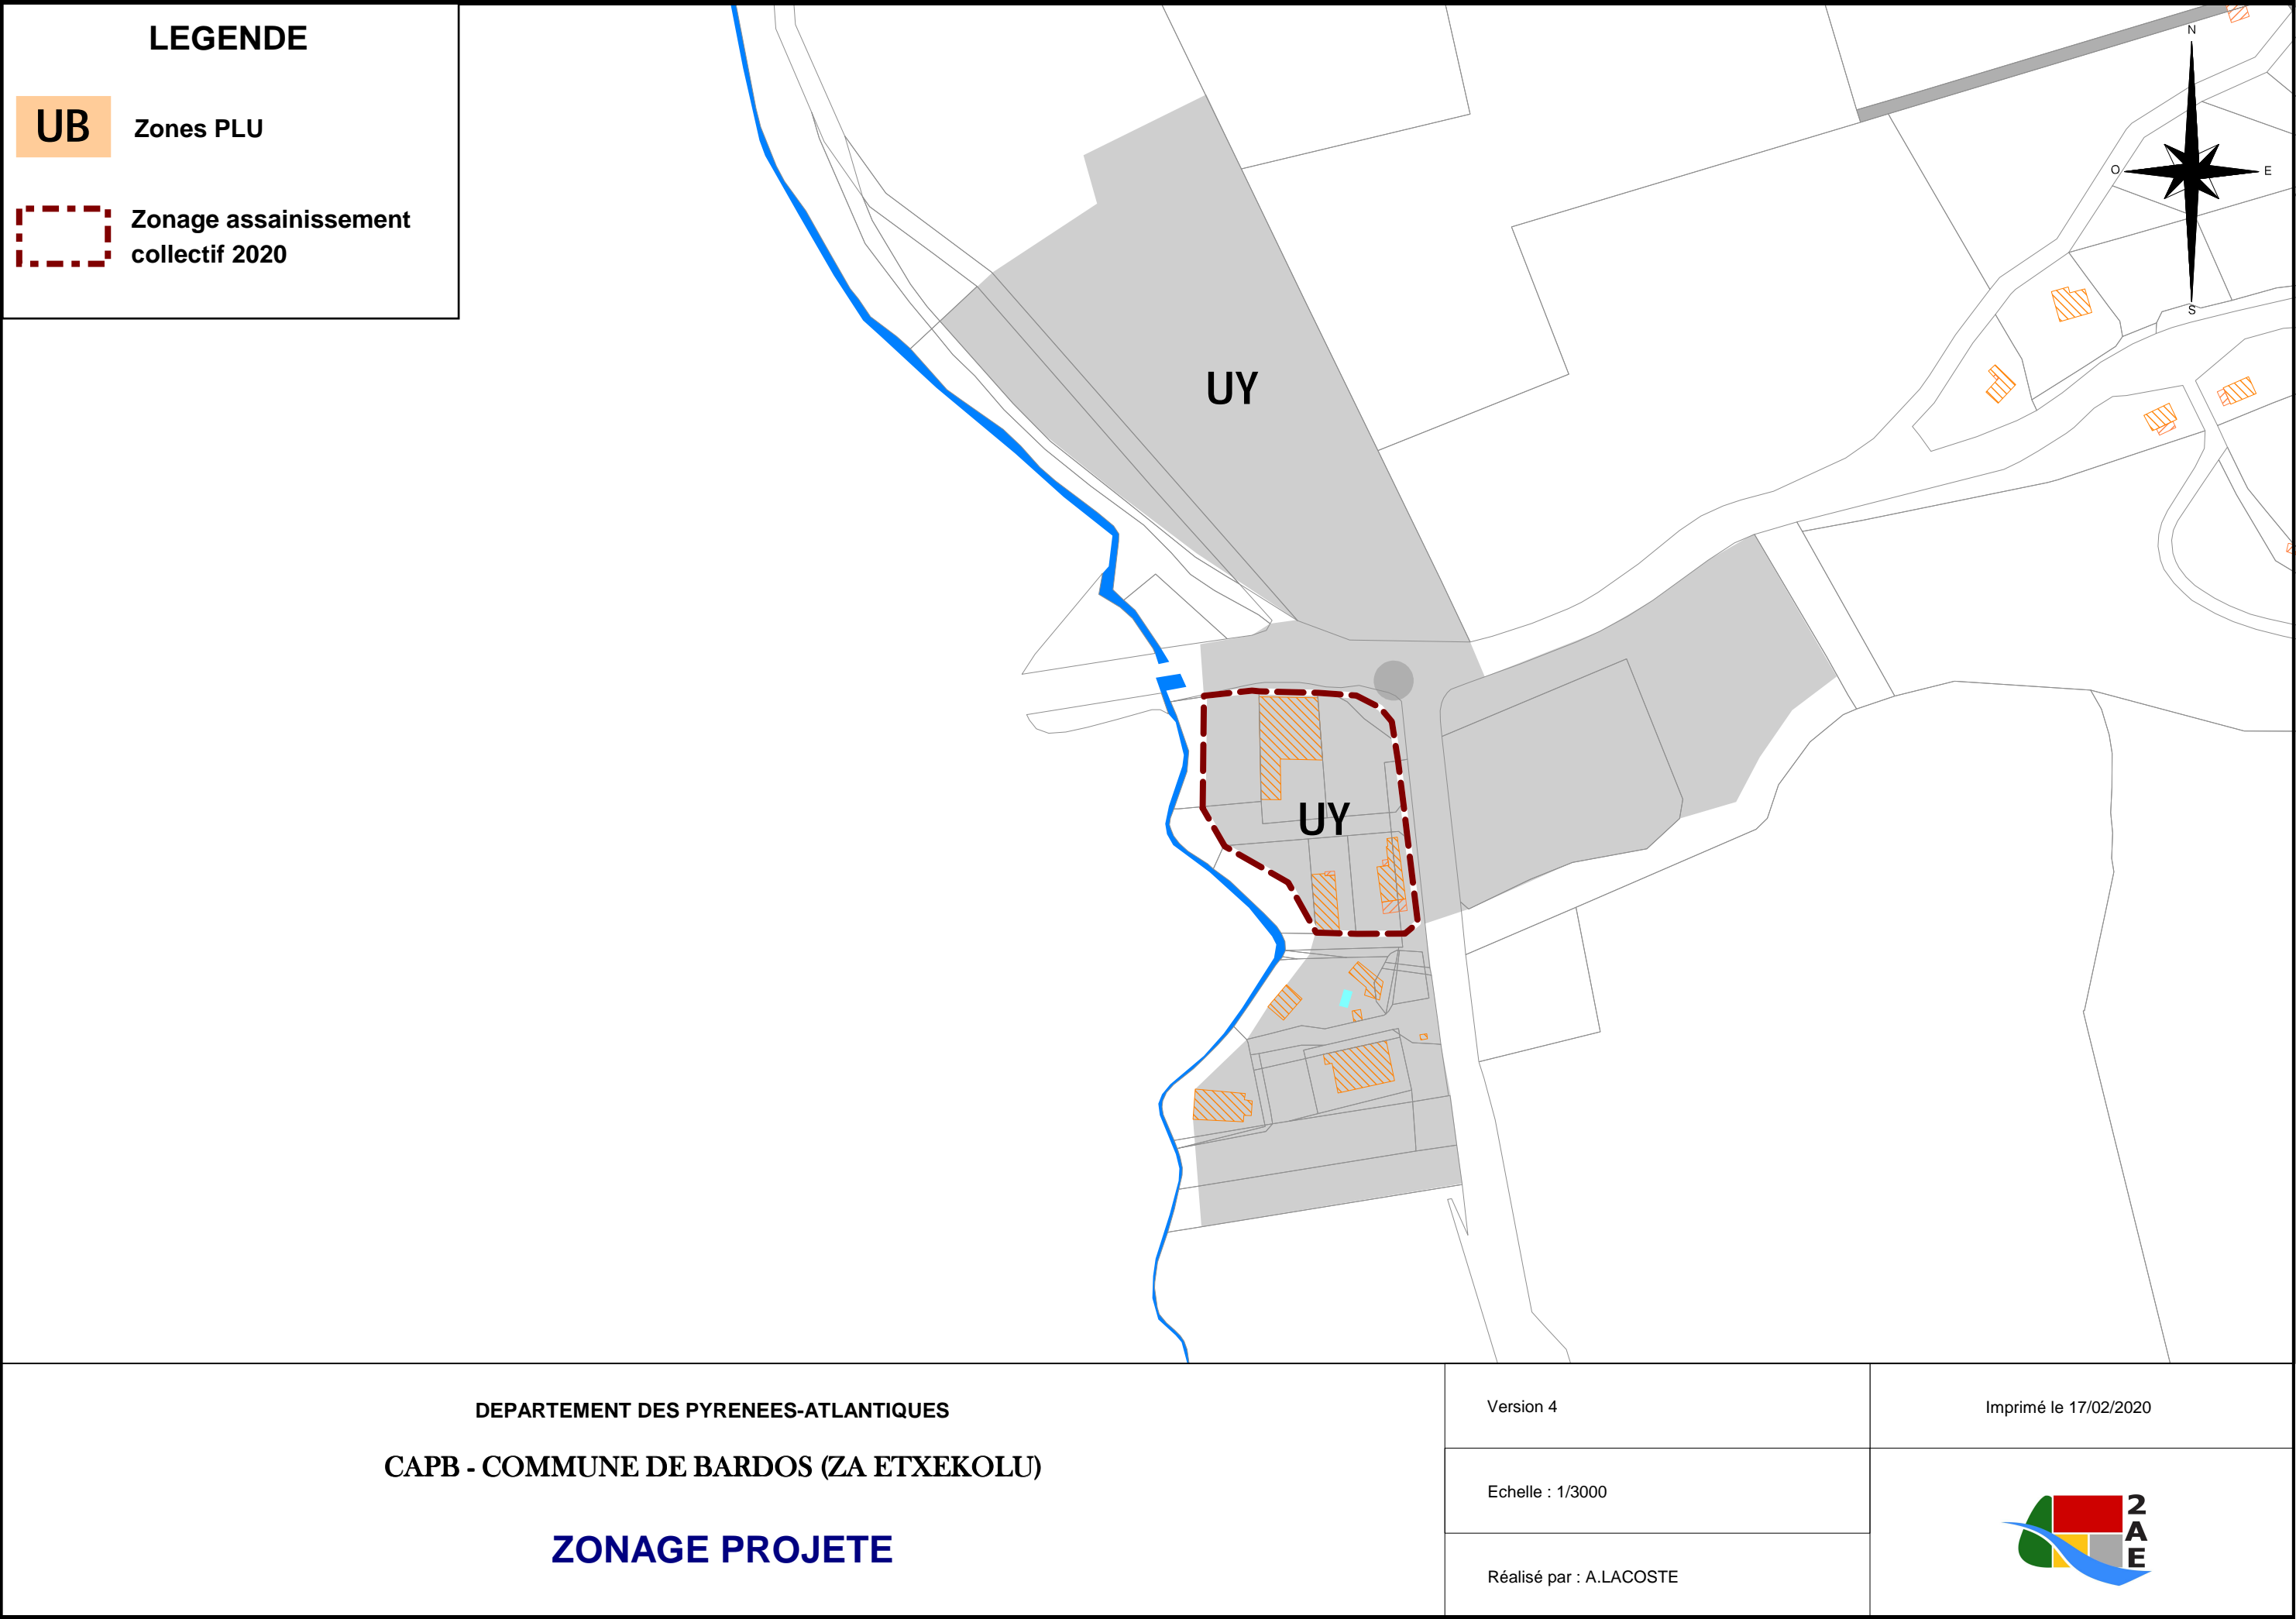 LEGENDE
UB
Zones PLU
Zonage assainissement
collectif 2020
N
O
E
S
UY
UY
DEPARTEMENT DES PYRENEES-ATLANTIQUES
CAPB - COMMUNE DE BARDOS (ZA ETXEKOLU)
ZONAGE PROJETE
Version 4
Imprimé le 17/02/2020
Echelle : 1/3000
Réalisé par : A.LACOSTE
2
A
E